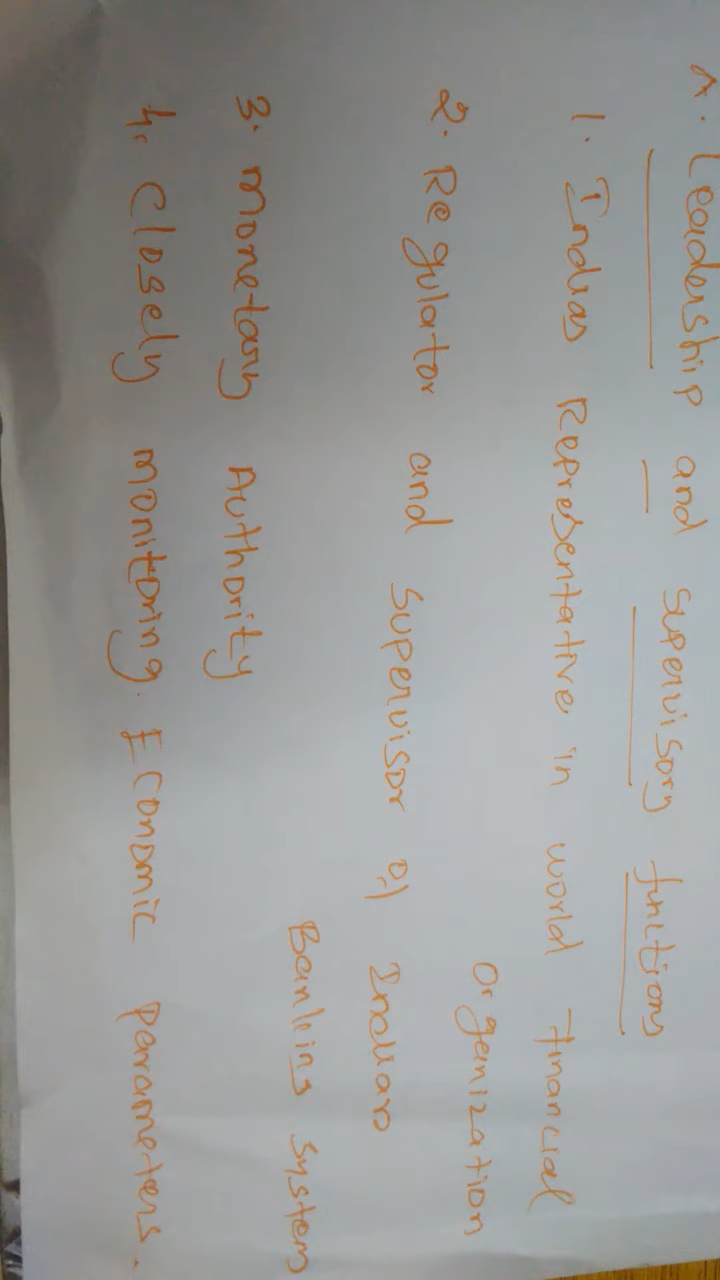 A. Leadership and Supervisory functions
1. Indias Representative in world Financial
Organization
2. Regulator and Supervisor of Indian
Banking System
3. Monetary Authority
4. Closely monitoring Economic Parameters.